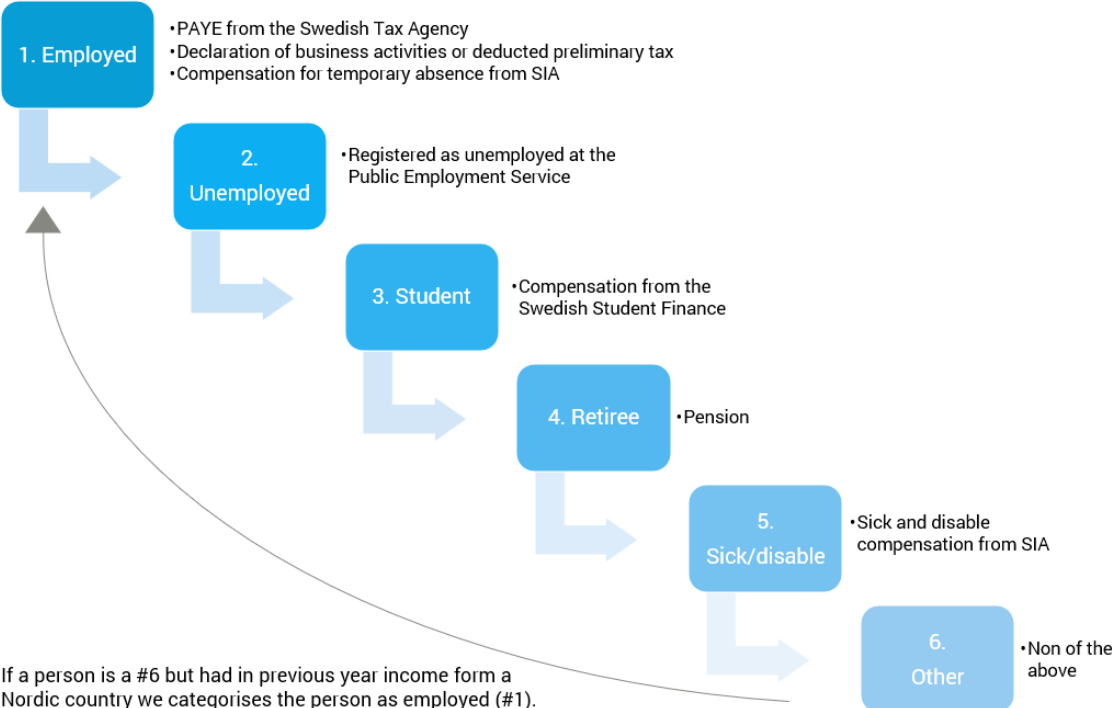 1. Employed
•PAYE from the Swedish Tax Agency
•Declaration of business activities or deducted preliminary tax
•Compensation for temporary absence from SIA
2.
Unemployed
•Registered as unemployed at the
Public Employment Service
3. Student
•Compensation from the
Swedish Student Finance
4. Retiree
•Pension
5.
Sick/disable
•Sick and disable
compensation from SIA
6.
Other
•Non of the
above
If a person is a #6 but had in previous year income form a
Nordic country we categorises the person as employed (#1).